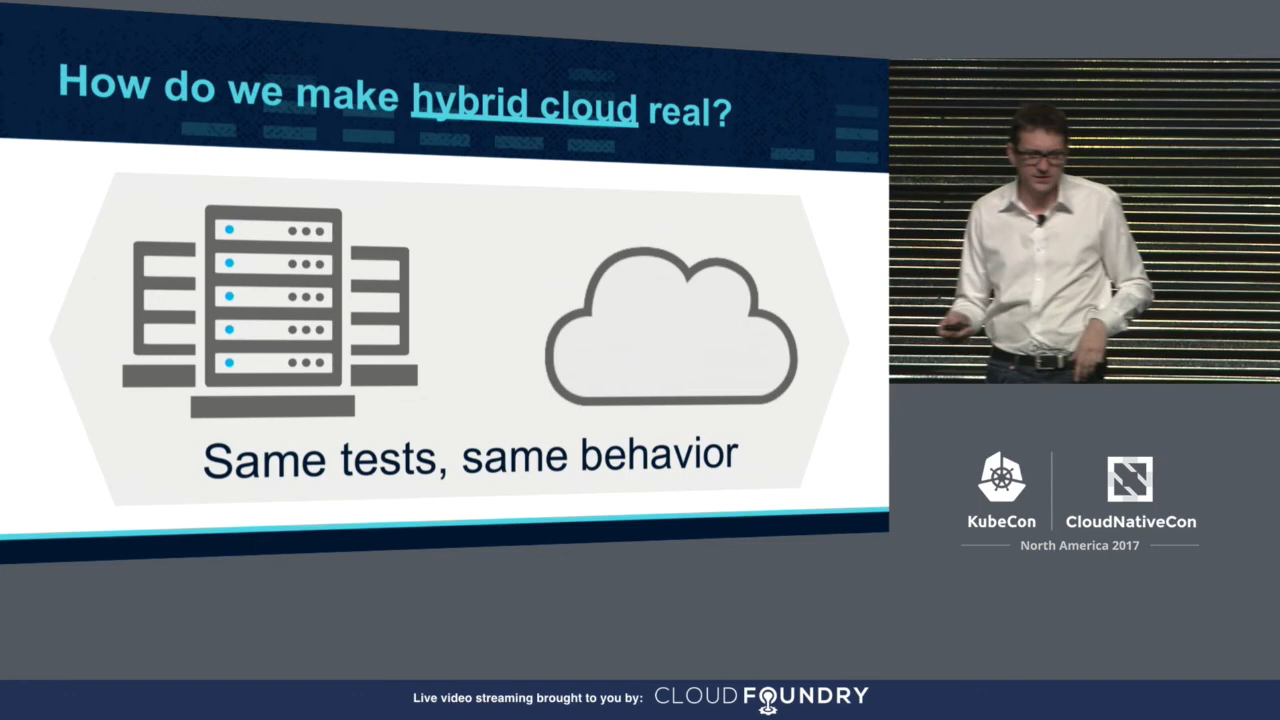 How do we make hybrid cloud real?
Same tests, same behavior
KubeCon
CloudNativeCon
North America 2017
Live video streaming brought to you by: CLOUD FOUNDRY